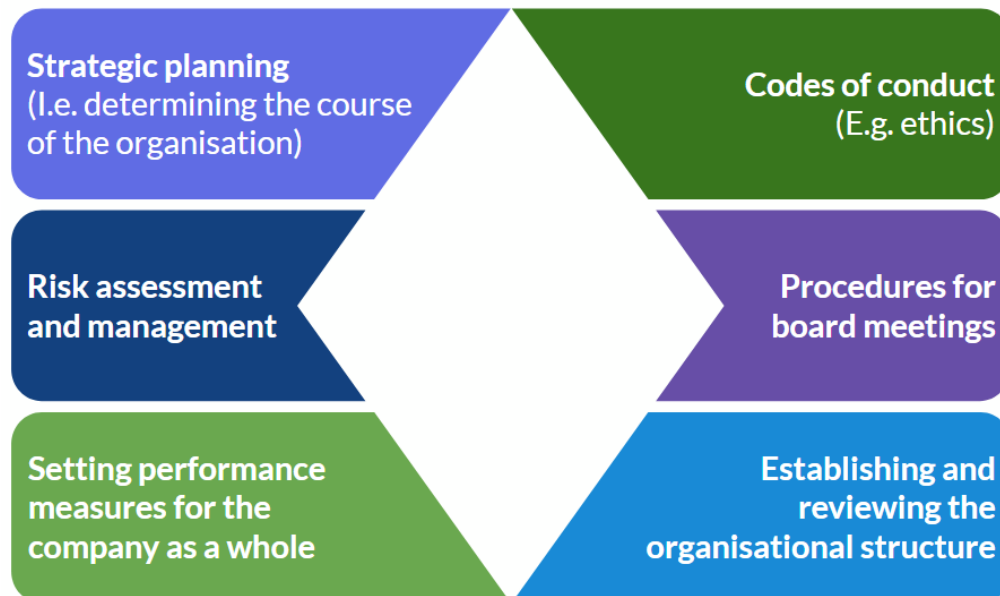 Strategic planning
(I.e. determining the course
of the organisation)
Codes of conduct
(E.g. ethics)
Risk assessment
and management
Procedures for
board meetings
Setting performance
measures for the
company as a whole
Establishing and
reviewing the
organisational structure